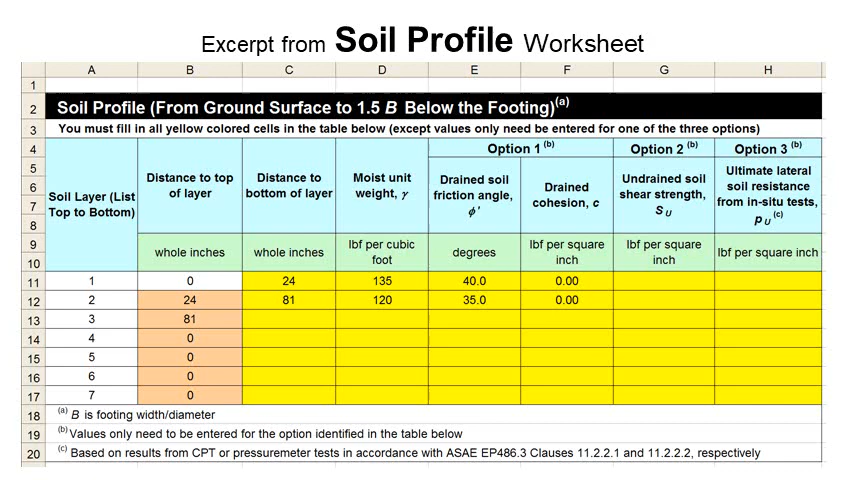 Excerpt from Soil Profile Worksheet
A B C D E F G H
1
2 Soil Profile (From Ground Surface to 1.5 B Below the Footing)(a)
3 You must fill in all yellow colored cells in the table below (except values only need be entered for one of the three options)
4 Option 1 (b) Option 2 (b) Option 3 (b)
5
6
7
8
Soil Layer (List
Top to Bottom)
Distance to top
of layer
Distance to
bottom of layer
Moist unit
weight, γ
Drained soil
friction angle,
ϕ'
Drained
cohesion, c
Undrained soil
shear strength,
S U
Ultimate lateral
soil resistance
from in-situ tests,
p U (c)
9
10
whole inches
whole inches
lbf per cubic
foot
degrees
lbf per square
inch
lbf per square
inch
lbf per square inch
11 1 0 24 135 40.0 0.00
12 2 24 81 120 35.0 0.00
13 3 81
14 4 0
15 5 0
16 6 0
17 7 0
18 (a) B is footing width/diameter
19 (b) Values only need to be entered for the option identified in the table below
20 (c) Based on results from CPT or pressuremeter tests in accordance with ASAE EP486.3 Clauses 11.2.2.1 and 11.2.2.2, respectively